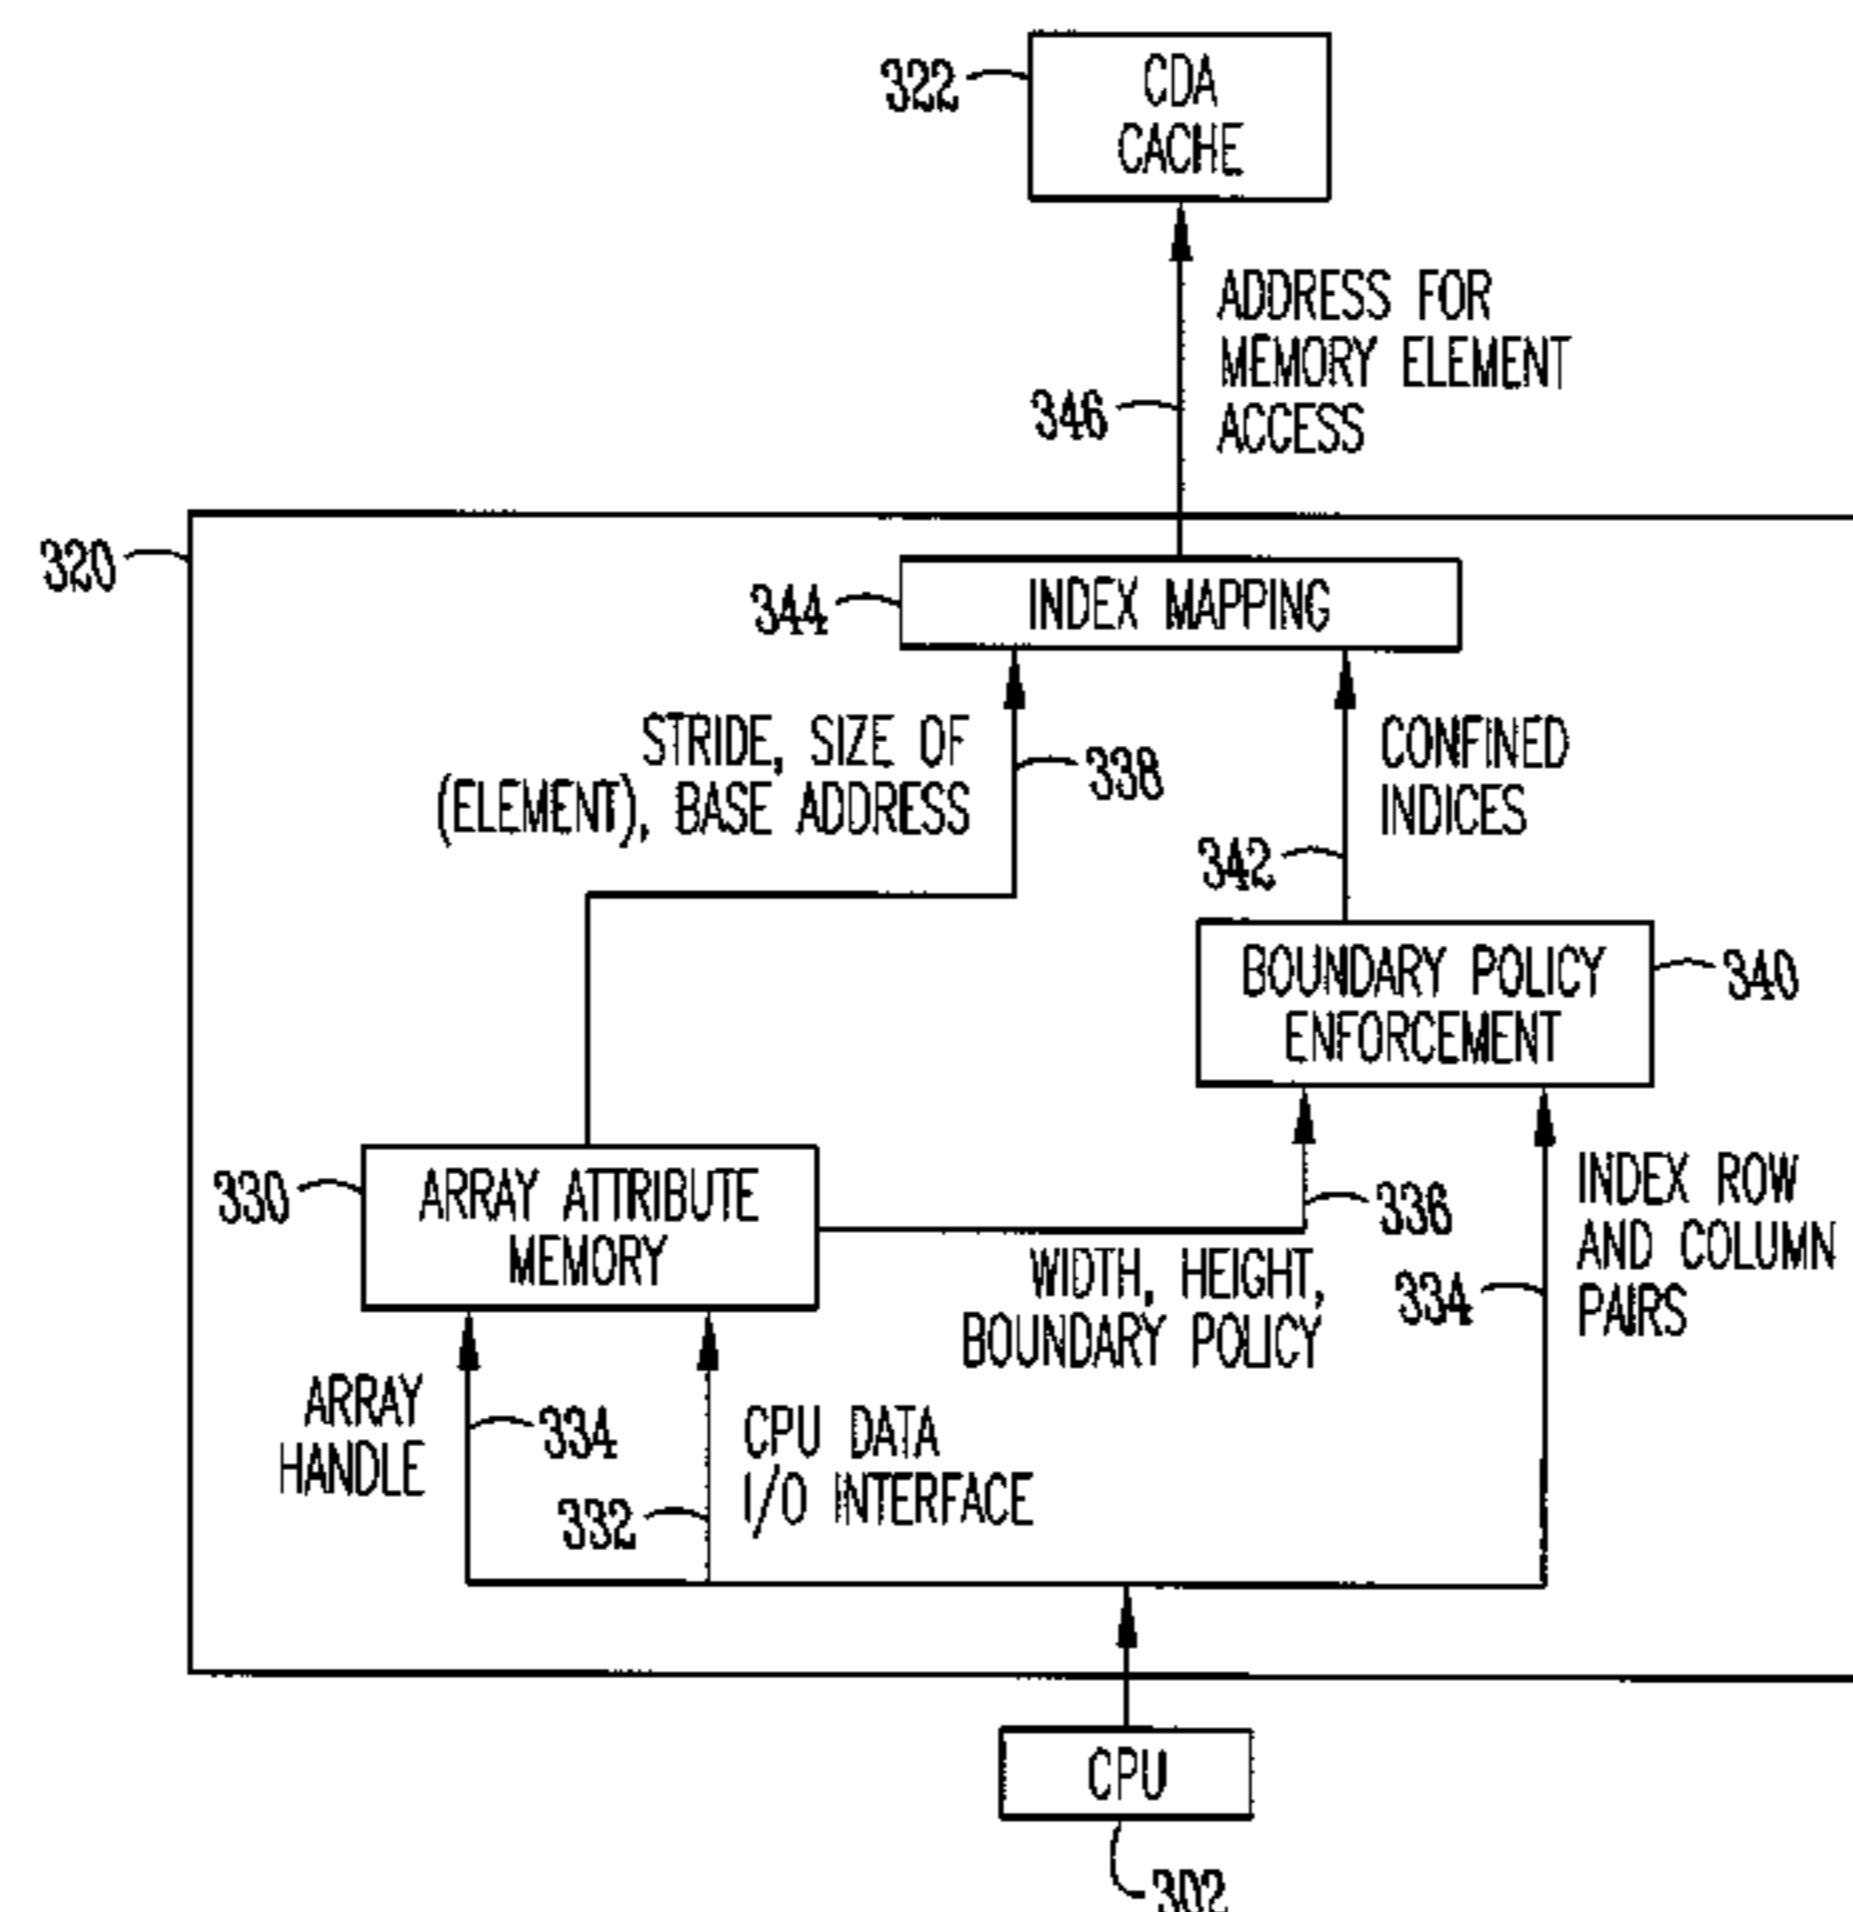 322
CDA
CACHE
ADDRESS FOR
MEMORY ELEMENT
ACCESS
346
320
344
INDEX MAPPING
STRIDE, SIZE OF
(ELEMENT), BASE ADDRESS
338
CONFINED
INDICES
342
BOUNDARY POLICY
ENFORCEMENT
340
330
ARRAY ATTRIBUTE
MEMORY
336
WIDTH, HEIGHT,
BOUNDARY POLICY
334
INDEX ROW
AND COLUMN
PAIRS
ARRAY
HANDLE
334
332
CPU DATA
I/O INTERFACE
CPU
302